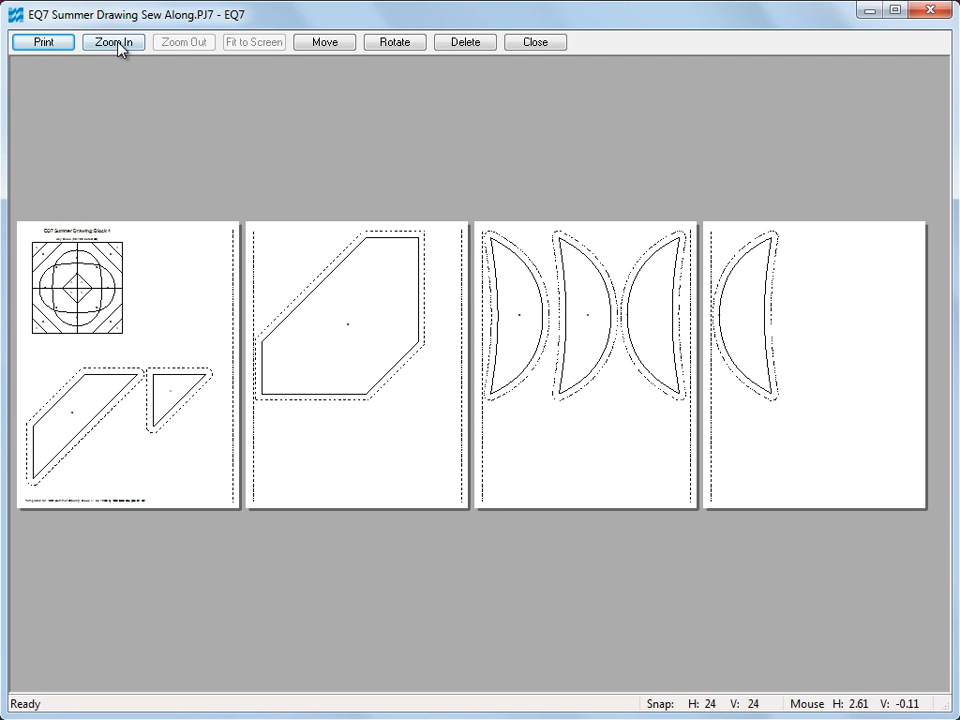 EQ7 Summer Drawing Sew Along.PJ7 - EQ7
Print Zoom In Zoom Out Fit to Screen Move Rotate Delete Close
EQ7 Summer Drawing Block 4
Ready Snap: H: 24 V: 24 Mouse H: 2.61 V: -0.11